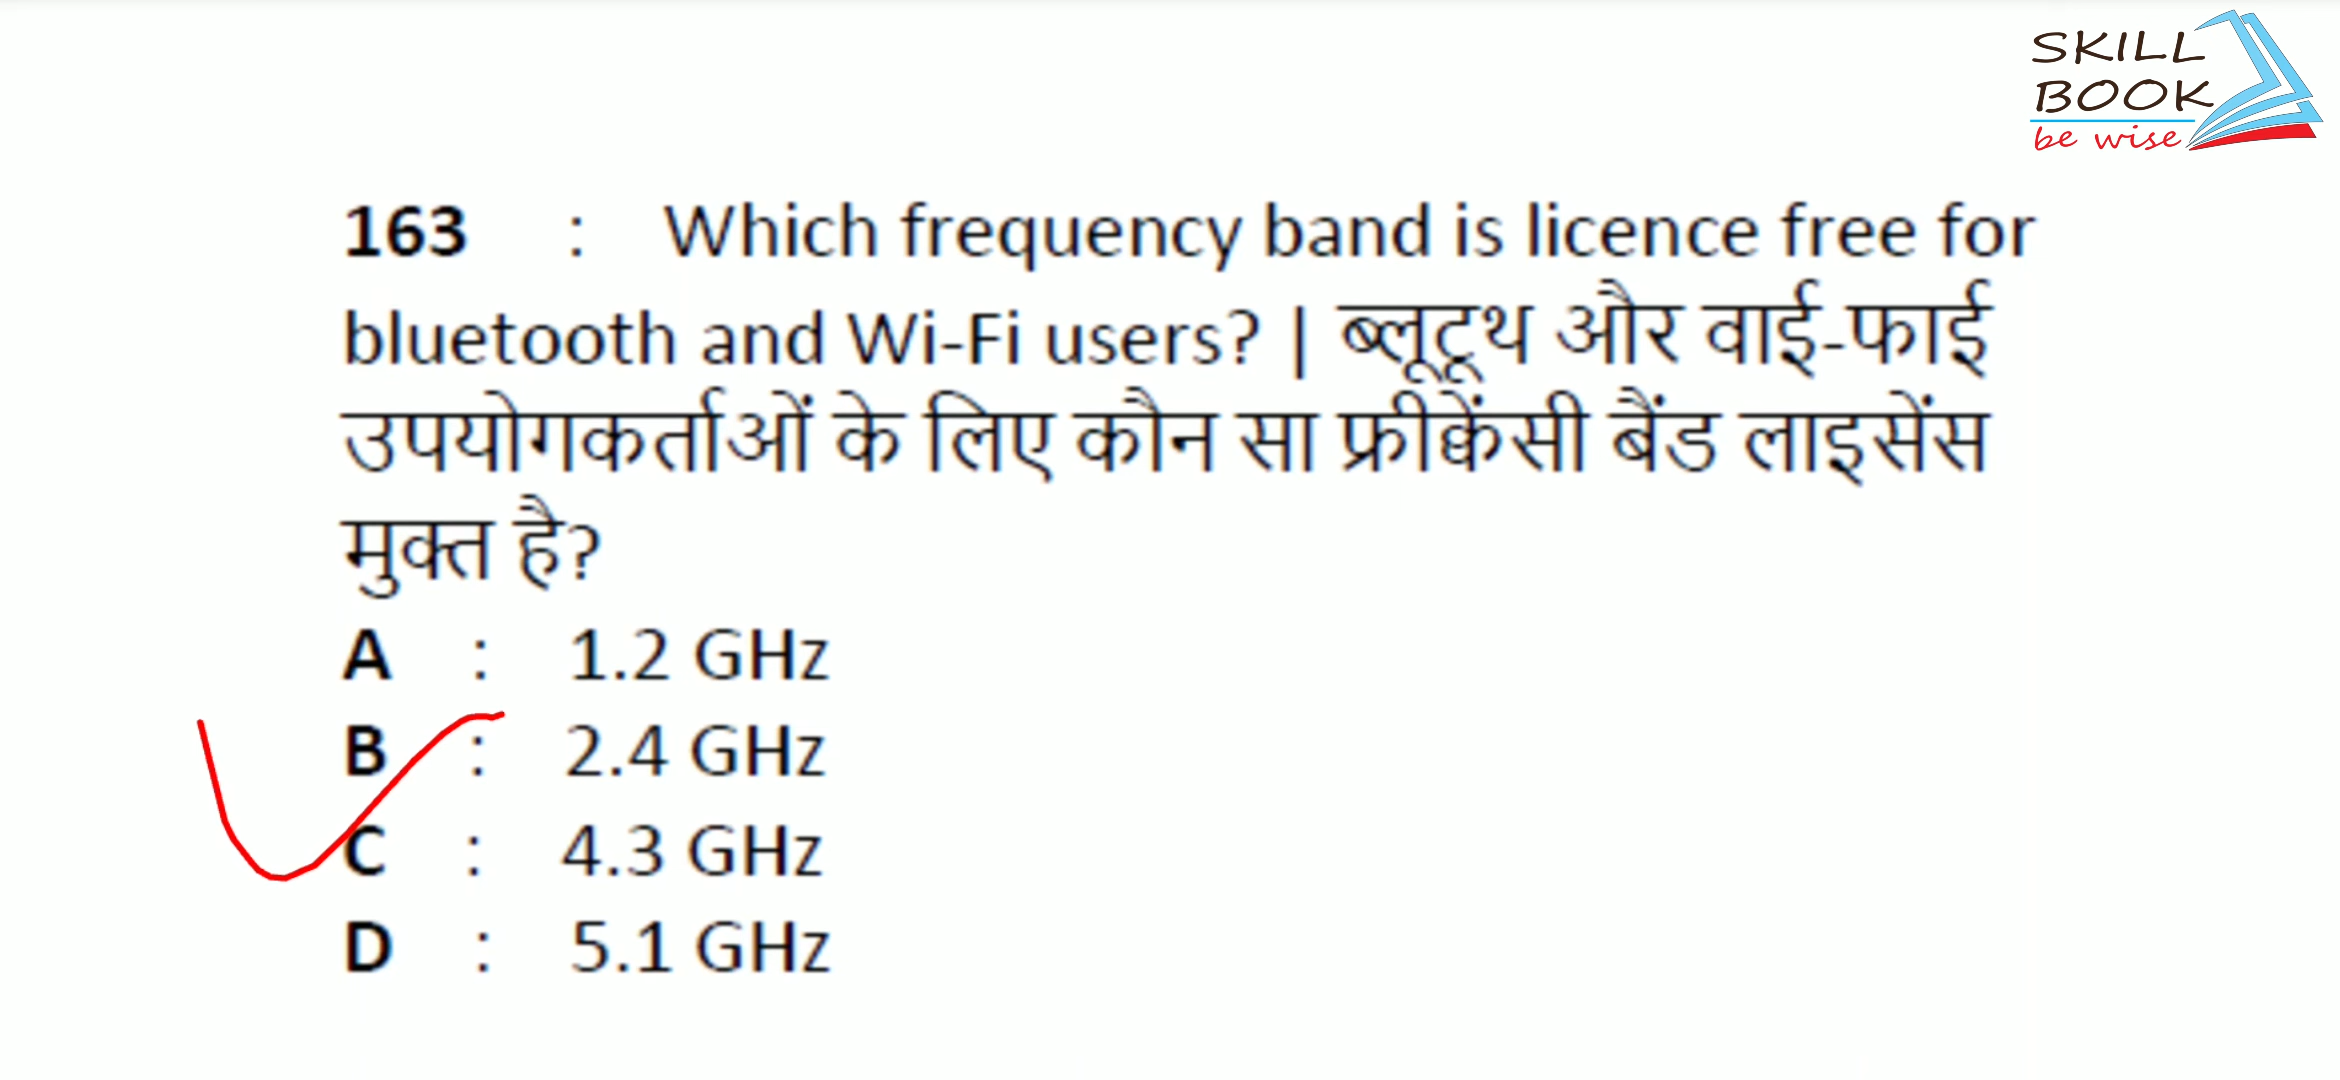 SKILL
BOOK
be wise
163 : Which frequency band is licence free for
bluetooth and Wi-Fi users? | ब्लूटूथ और वाई-फाई
उपयोगकर्ताओं के लिए कौन सा फ्रीक्वेंसी बैंड लाइसेंस
मुक्त है?
A : 1.2 GHz
B : 2.4 GHz
C : 4.3 GHz
D : 5.1 GHz